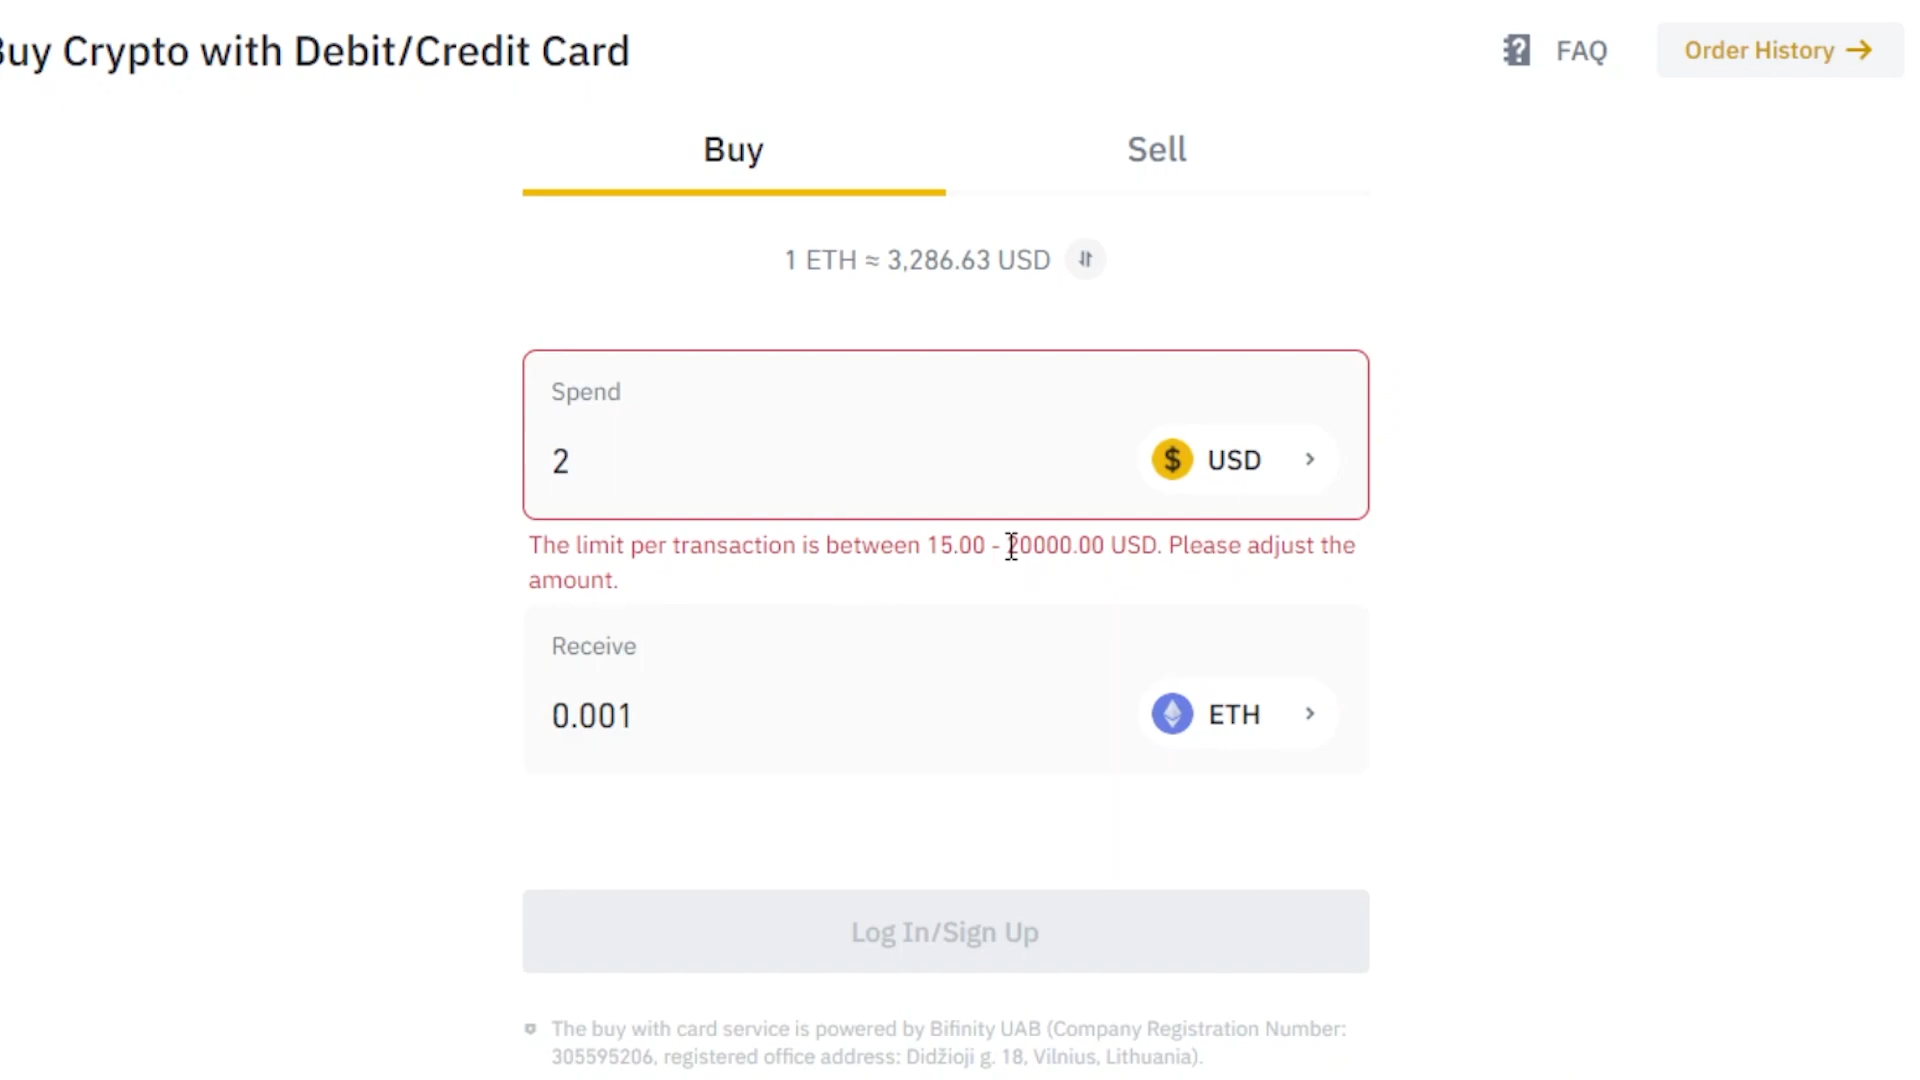 Buy Crypto with Debit/Credit Card
FAQ
Order History →
Buy
Sell
1 ETH ≈ 3,286.63 USD
Spend
2
$ USD
The limit per transaction is between 15.00 - 20000.00 USD. Please adjust the
amount.
Receive
0.001
ETH
Log In/Sign Up
The buy with card service is powered by Bifinity UAB (Company Registration Number:
305595206, registered office address: Didžioji g. 18, Vilnius, Lithuania).